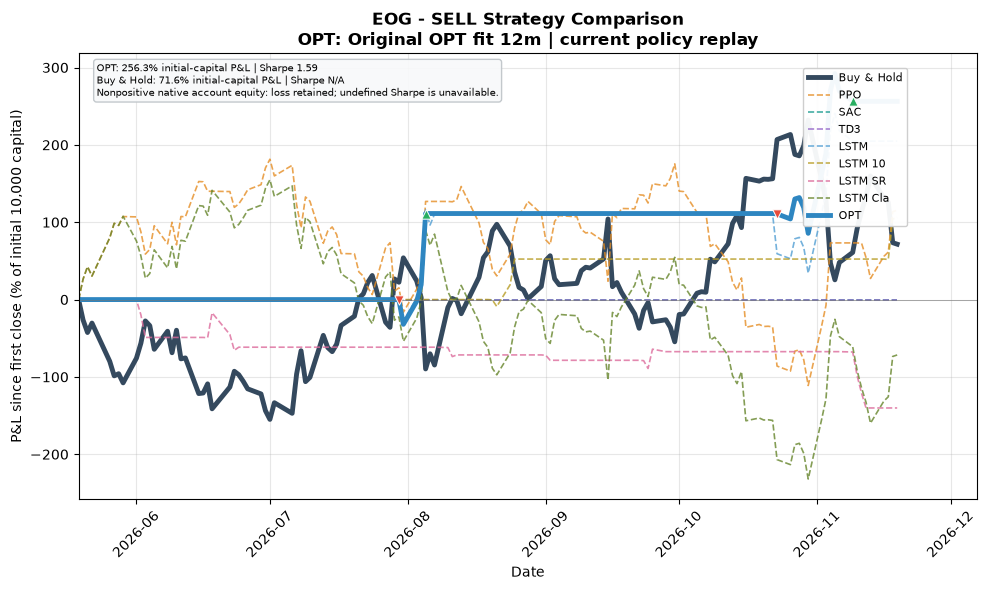 EOG - SELL Strategy Comparison
OPT: Original OPT fit 12m | current policy replay
OPT: 256.3% initial-capital P&L | Sharpe 1.59
Buy & Hold: 71.6% initial-capital P&L | Sharpe N/A
Nonpositive native account equity: loss retained; undefined Sharpe is unavailable.
Buy & Hold
PPO
SAC
TD3
LSTM
LSTM 10
LSTM SR
LSTM Cla
OPT
P&L since first close (% of initial 10,000 capital)
300
200
100
0
−100
−200
2026-06
2026-07
2026-08
2026-09
2026-10
2026-11
2026-12
Date